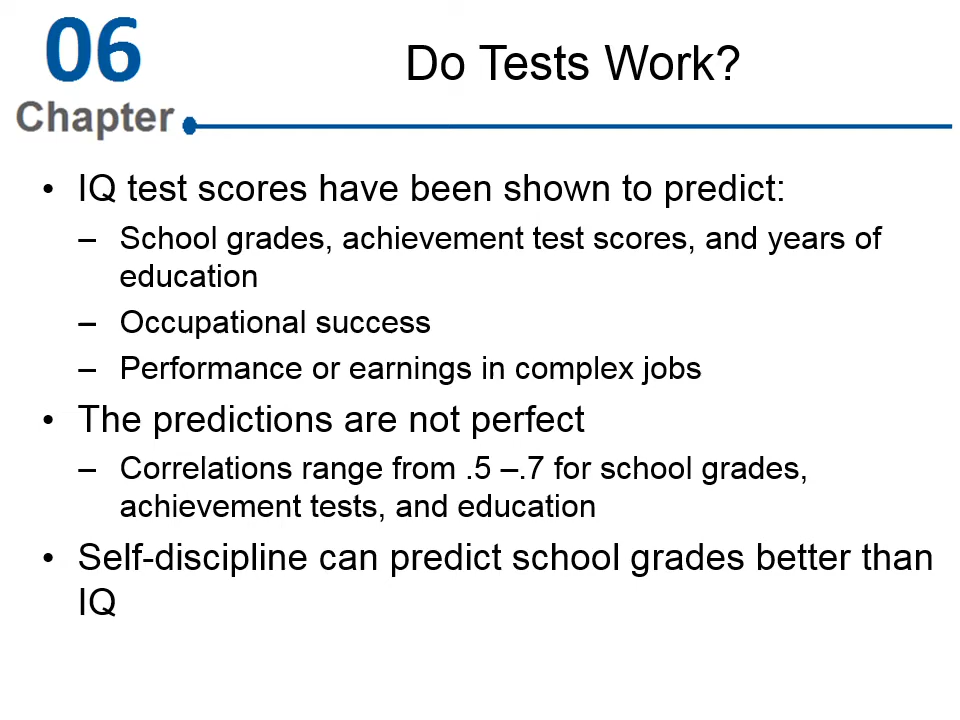 06
Chapter
Do Tests Work?
• IQ test scores have been shown to predict:
– School grades, achievement test scores, and years of
education
– Occupational success
– Performance or earnings in complex jobs
• The predictions are not perfect
– Correlations range from .5 –.7 for school grades,
achievement tests, and education
• Self-discipline can predict school grades better than
IQ